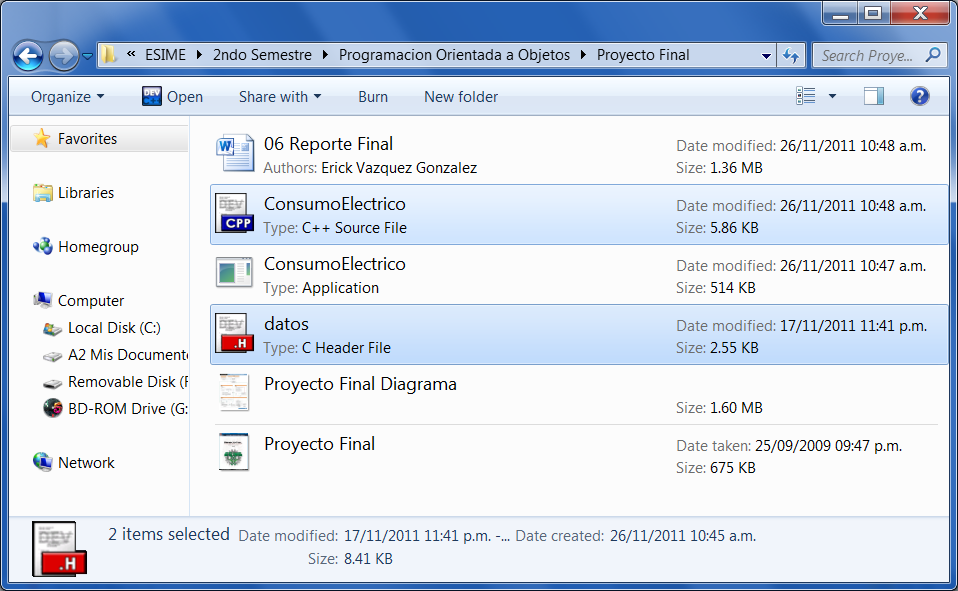 « ESIME ▸ 2ndo Semestre ▸ Programacion Orientada a Objetos ▸ Proyecto Final
Search Proye...
Organize DEV Open Share with Burn New folder
Favorites
Libraries
Homegroup
Computer
Local Disk (C:)
A2 Mis Documento
Removable Disk (F
BD-ROM Drive (G:
Network
06 Reporte Final
Authors: Erick Vazquez Gonzalez
Date modified: 26/11/2011 10:48 a.m.
Size: 1.36 MB
DEV
CPP
ConsumoElectrico
Type: C++ Source File
Date modified: 26/11/2011 10:48 a.m.
Size: 5.86 KB
ConsumoElectrico
Type: Application
Date modified: 26/11/2011 10:47 a.m.
Size: 514 KB
DEV
.H
datos
Type: C Header File
Date modified: 17/11/2011 11:41 p.m.
Size: 2.55 KB
Proyecto Final Diagrama
Size: 1.60 MB
Proyecto Final
Date taken: 25/09/2009 09:47 p.m.
Size: 675 KB
DEV
.H
2 items selected Date modified: 17/11/2011 11:41 p.m. -... Date created: 26/11/2011 10:45 a.m.
Size: 8.41 KB